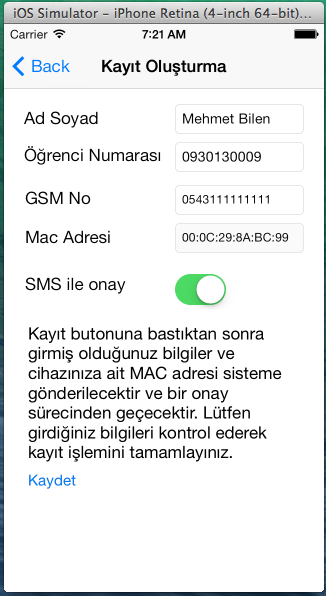 iOS Simulator – iPhone Retina (4-inch 64-bit)...
Carrier 7:21 AM
Back Kayıt Oluşturma
Ad Soyad Mehmet Bilen
Öğrenci Numarası 0930130009
GSM No 0543111111111
Mac Adresi 00:0C:29:8A:BC:99
SMS ile onay
Kayıt butonuna bastıktan sonra
girmiş olduğunuz bilgiler ve
cihazınıza ait MAC adresi sisteme
gönderilecektir ve bir onay
sürecinden geçecektir. Lütfen
girdiğiniz bilgileri kontrol ederek
kayıt işlemini tamamlayınız.
Kaydet